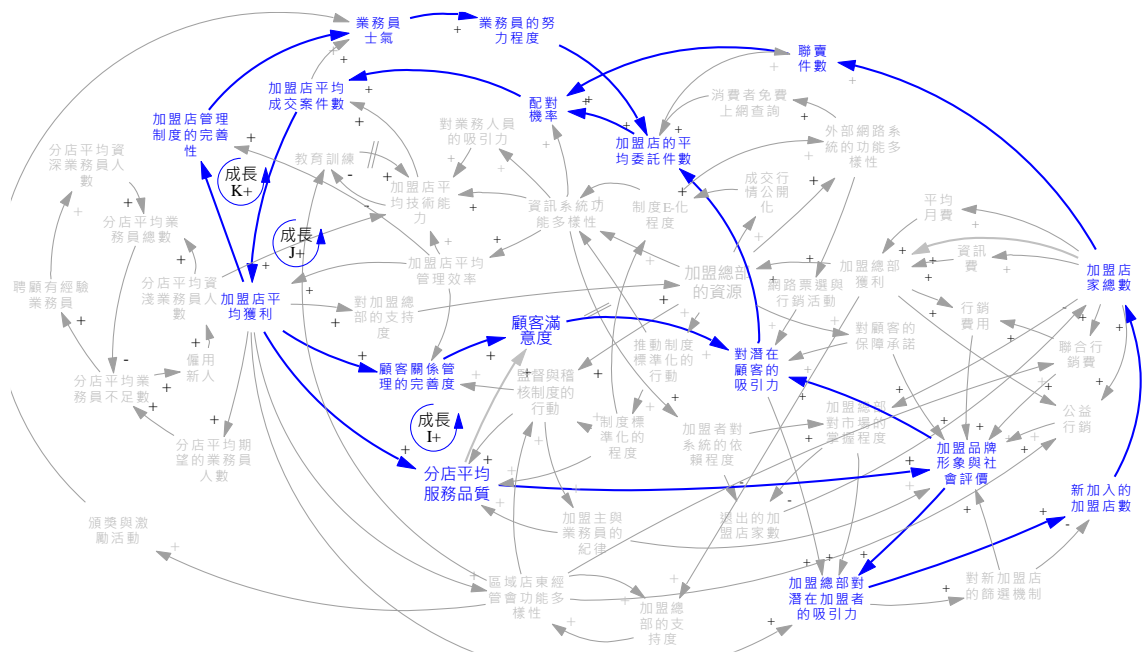 業務員
士氣
業務員的努
力程度
聯賣
件數
加盟店平均
成交案件數
配對
機率
消費者免費
上網查詢
加盟店管理
制度的完善
性
對業務人員
的吸引力
加盟店的平
均委託件數
外部網路系
統的功能多
樣性
分店平均資
深業務員人
數
教育訓練
成長
K+
加盟店平
均技術能
力
成交行
情公開
化
資訊系統功
能多樣性
制度E-化
程度
平均
月費
分店平均業
務員總數
成長
J+
資訊
費
加盟店平均
管理效率
加盟總部
的資源
加盟總部
獲利
加盟店
家總數
聘顧有經驗
業務員
分店平均資
淺業務員人
數
加盟店平
均獲利
對加盟總
部的支持
度
網路票選與
行銷活動
行銷
費用
顧客滿
意度
對顧客的
保障承諾
推動制度
標準化的
行動
對潛在
顧客的
吸引力
聯合行
銷費
僱用
新人
分店平均業
務員不足數
顧客關係管
理的完善度
監督與稽
核制度的
行動
成長
I+
制度標
準化的
程度
加盟者對
系統的依
賴程度
加盟總部
對市場的
掌握程度
公益
行銷
分店平均期
望的業務員
人數
分店平均
服務品質
加盟品牌
形象與社
會評價
新加入的
加盟店數
頒獎與激
勵活動
加盟主與
業務員的
紀律
退出的加
盟店家數
區域店東經
管會功能多
樣性
加盟總
部的支
持度
加盟總部對
潛在加盟者
的吸引力
對新加盟店
的篩選機制